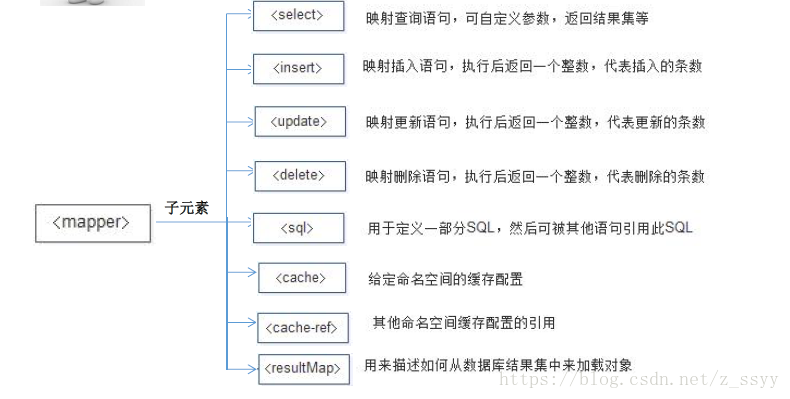 <select> 映射查询语句，可自定义参数，返回结果集等
<insert> 映射插入语句，执行后返回一个整数，代表插入的条数
<update> 映射更新语句，执行后返回一个整数，代表更新的条数
<delete> 映射删除语句，执行后返回一个整数，代表删除的条数
<mapper> 子元素
<sql> 用于定义一部分SQL，然后可被其他语句引用此SQL
<cache> 给定命名空间的缓存配置
<cache-ref> 其他命名空间缓存配置的引用
<resultMap> 用来描述如何从数据库结果集中来加载对象
https://blog.csdn.net/z_ssyy